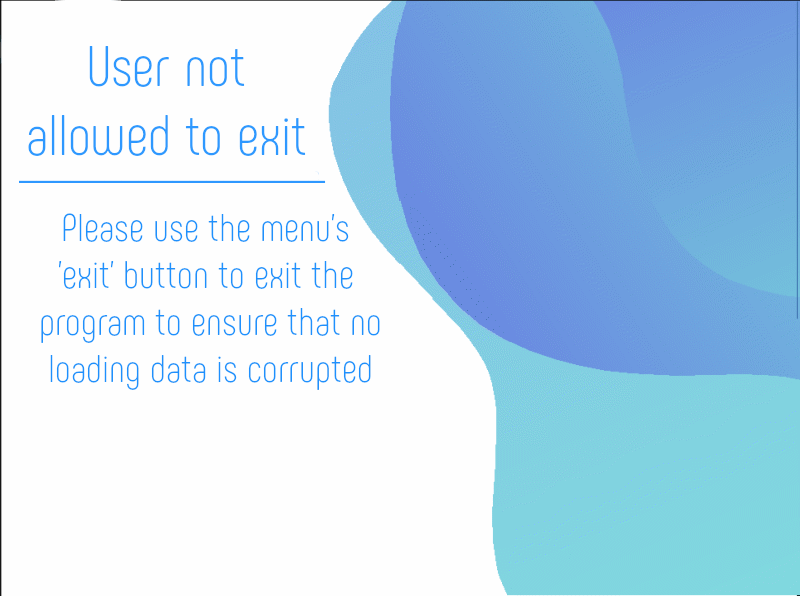 User not
allowed to exit
Please use the menu's
'exit' button to exit the
program to ensure that no
loading data is corrupted